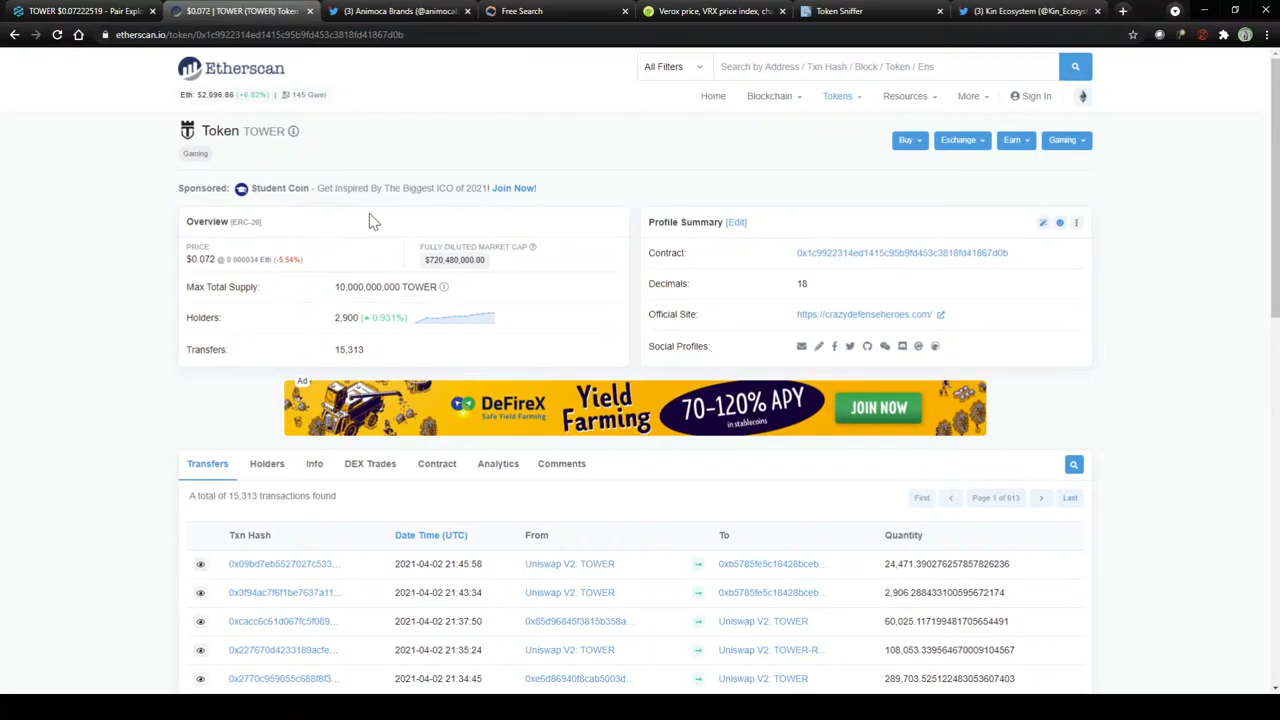 TOWER $0.07222519 - Pair Explo
$0.072 | TOWER (TOWER) Token
(3) Animoca Brands (@animocab
Free Search
Verox price, VRX price index, cha
Token Sniffer
(3) Kin Ecosystem (@Kin_Ecosyst
etherscan.io/token/0x1c9922314ed1415c95b9fd453c3818fd41867d0b
Etherscan
All Filters
Search by Address / Txn Hash / Block / Token / Ens
Eth: $2,096.86 (+6.82%) | 145 Gwei
Home
Blockchain
Tokens
Resources
More
Sign In
Token TOWER
Buy
Exchange
Earn
Gaming
Gaming
Sponsored: Student Coin - Get Inspired By The Biggest ICO of 2021! Join Now!
Overview [ERC-20]
PRICE
$0.072 @ 0.000034 Eth (-5.54%)
FULLY DILUTED MARKET CAP
$720,480,000.00
Max Total Supply: 10,000,000,000 TOWER
Holders: 2,900 (0.931%)
Transfers: 15,313
Profile Summary [Edit]
Contract: 0x1c9922314ed1415c95b9fd453c3818fd41867d0b
Decimals: 18
Official Site: https://crazydefenseheroes.com/
Social Profiles:
Ad
DeFireX
Safe Yield Farming
Yield
Farming
70-120% APY
in stablecoins
JOIN NOW
Transfers
Holders
Info
DEX Trades
Contract
Analytics
Comments
A total of 15,313 transactions found
First
Page 1 of 613
Last
Txn Hash Date Time (UTC) From To Quantity
0x09bd7eb5527027c533... 2021-04-02 21:45:58 Uniswap V2: TOWER 0xb5785fe5c18428bceb... 24,471.390276257857826236
0x3f94ac7f6f1be7637a11... 2021-04-02 21:43:34 Uniswap V2: TOWER 0xb5785fe5c18428bceb... 2,906.288433100595672174
0xcacc6c61d067fc5f089... 2021-04-02 21:37:50 0x85d96845f3815b358a... Uniswap V2: TOWER 60,025.117199481705654491
0x227670d4233189acfe... 2021-04-02 21:35:24 Uniswap V2: TOWER Uniswap V2: TOWER-R... 108,053.339564670009104567
0x2770c959055c688f8f3... 2021-04-02 21:34:45 0xe6d86940f8cab5003d... Uniswap V2: TOWER 289,703.525122483053607403